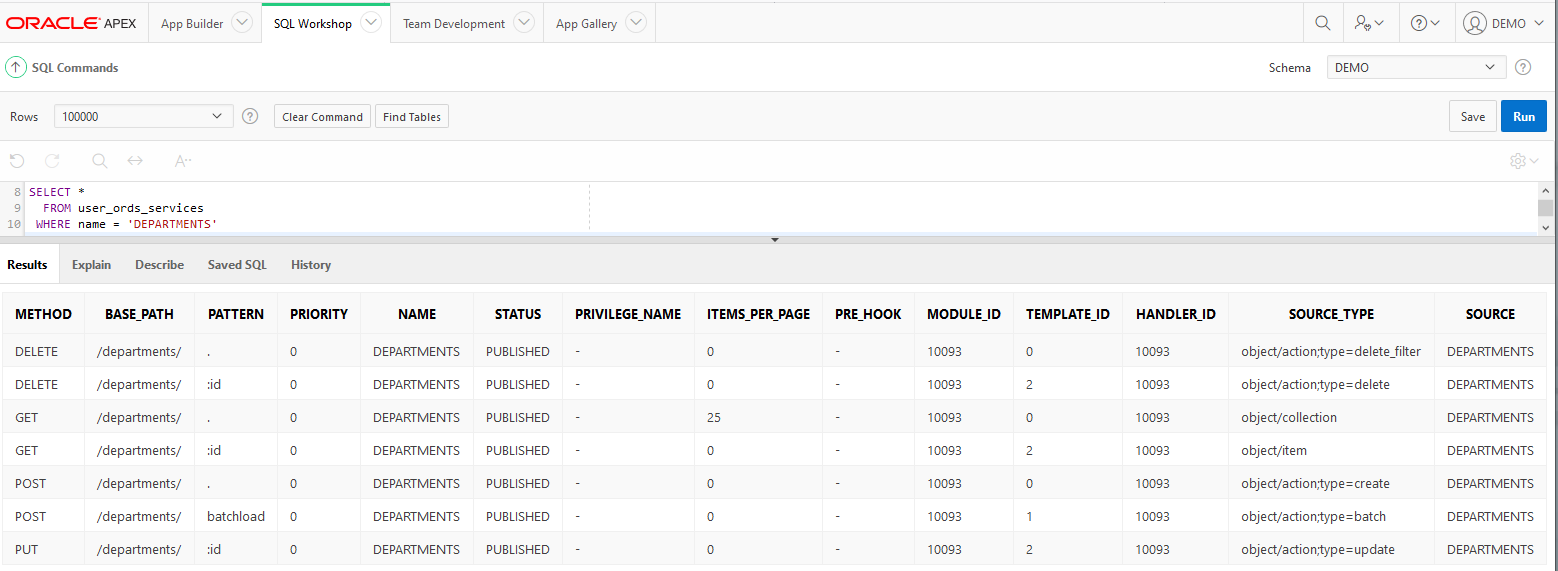 ORACLE APEX App Builder SQL Workshop Team Development App Gallery DEMO
SQL Commands Schema DEMO
Rows 100000 Clear Command Find Tables Save Run
A··
8 SELECT *
9 FROM user_ords_services
10 WHERE name = 'DEPARTMENTS'
Results Explain Describe Saved SQL History
METHOD BASE_PATH PATTERN PRIORITY NAME STATUS PRIVILEGE_NAME ITEMS_PER_PAGE PRE_HOOK MODULE_ID TEMPLATE_ID HANDLER_ID SOURCE_TYPE SOURCE
DELETE /departments/ . 0 DEPARTMENTS PUBLISHED - 0 - 10093 0 10093 object/action;type=delete_filter DEPARTMENTS
DELETE /departments/ :id 0 DEPARTMENTS PUBLISHED - 0 - 10093 2 10093 object/action;type=delete DEPARTMENTS
GET /departments/ . 0 DEPARTMENTS PUBLISHED - 25 - 10093 0 10093 object/collection DEPARTMENTS
GET /departments/ :id 0 DEPARTMENTS PUBLISHED - 0 - 10093 2 10093 object/item DEPARTMENTS
POST /departments/ . 0 DEPARTMENTS PUBLISHED - 0 - 10093 0 10093 object/action;type=create DEPARTMENTS
POST /departments/ batchload 0 DEPARTMENTS PUBLISHED - 0 - 10093 1 10093 object/action;type=batch DEPARTMENTS
PUT /departments/ :id 0 DEPARTMENTS PUBLISHED - 0 - 10093 2 10093 object/action;type=update DEPARTMENTS